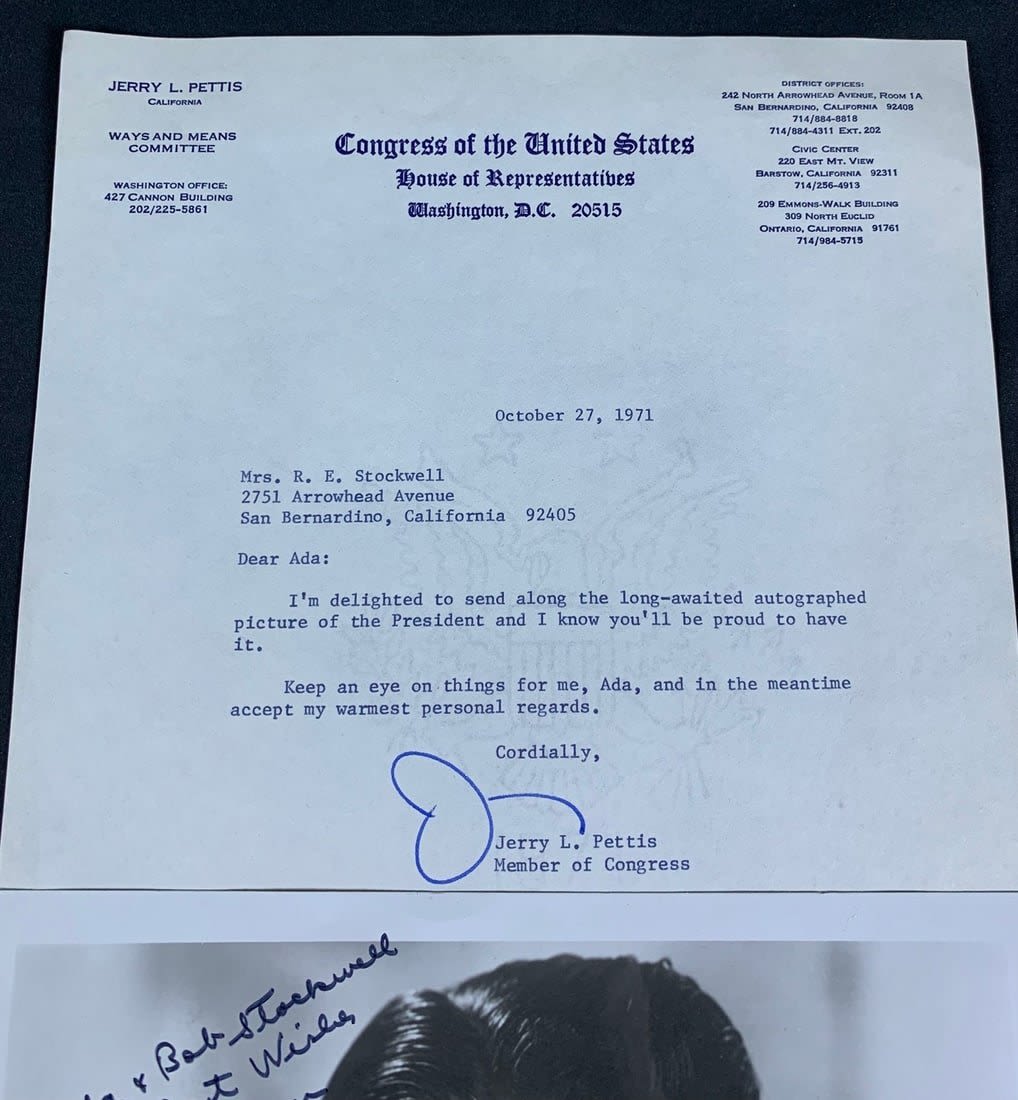 JERRY L. PETTIS
CALIFORNIA
WAYS AND MEANS
COMMITTEE
WASHINGTON OFFICE:
427 CANNON BUILDING
202/225-5861
Congress of the United States
House of Representatives
Washington, D.C. 20515
DISTRICT OFFICES:
242 NORTH ARROWHEAD AVENUE, ROOM 1A
SAN BERNARDINO, CALIFORNIA 92408
714/884-8818
714/884-4311 EXT. 202
CIVIC CENTER
220 EAST MT. VIEW
BARSTOW, CALIFORNIA 92311
714/256-4913
209 EMMONS-WALK BUILDING
309 NORTH EUCLID
ONTARIO, CALIFORNIA 91761
714/984-5715
October 27, 1971
Mrs. R. E. Stockwell
2751 Arrowhead Avenue
San Bernardino, California 92405
Dear Ada:
I'm delighted to send along the long-awaited autographed
picture of the President and I know you'll be proud to have
it.
Keep an eye on things for me, Ada, and in the meantime
accept my warmest personal regards.
Cordially,
Jerry L. Pettis
Member of Congress
& Bob Stockwell
Wishes